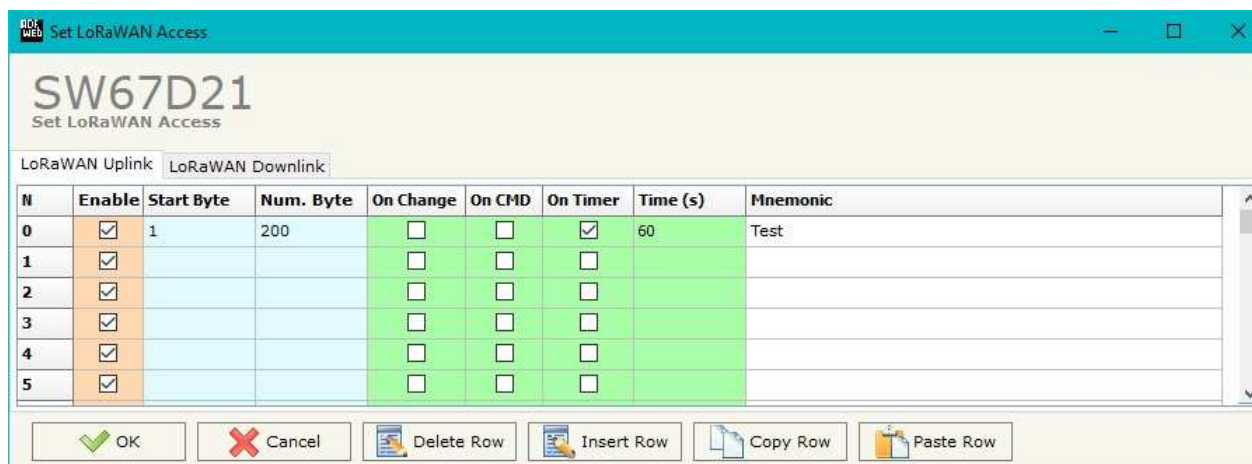 ADF
WEB Set LoRaWAN Access
SW67D21
Set LoRaWAN Access
LoRaWAN Uplink LoRaWAN Downlink
N Enable Start Byte Num. Byte On Change On CMD On Timer Time (s) Mnemonic
0 1 200 60 Test
1
2
3
4
5
OK Cancel Delete Row Insert Row Copy Row Paste Row